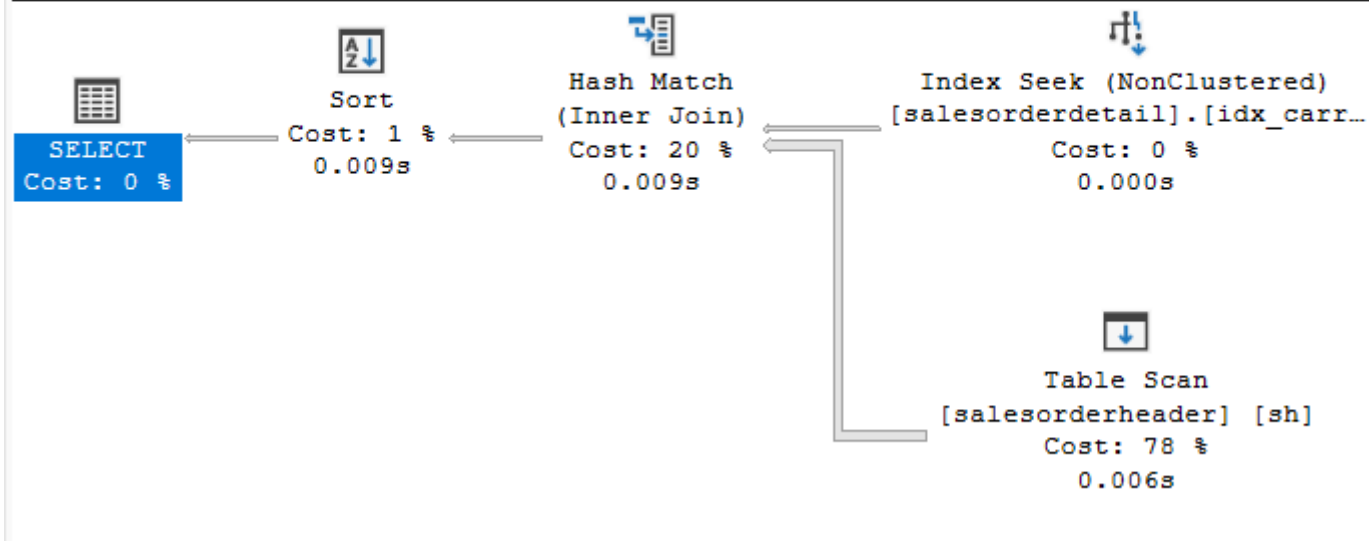 SELECT
Cost: 0 %
Sort
Cost: 1 %
0.009s
Hash Match
(Inner Join)
Cost: 20 %
0.009s
Index Seek (NonClustered)
[salesorderdetail].[idx_carr…
Cost: 0 %
0.000s
Table Scan
[salesorderheader] [sh]
Cost: 78 %
0.006s